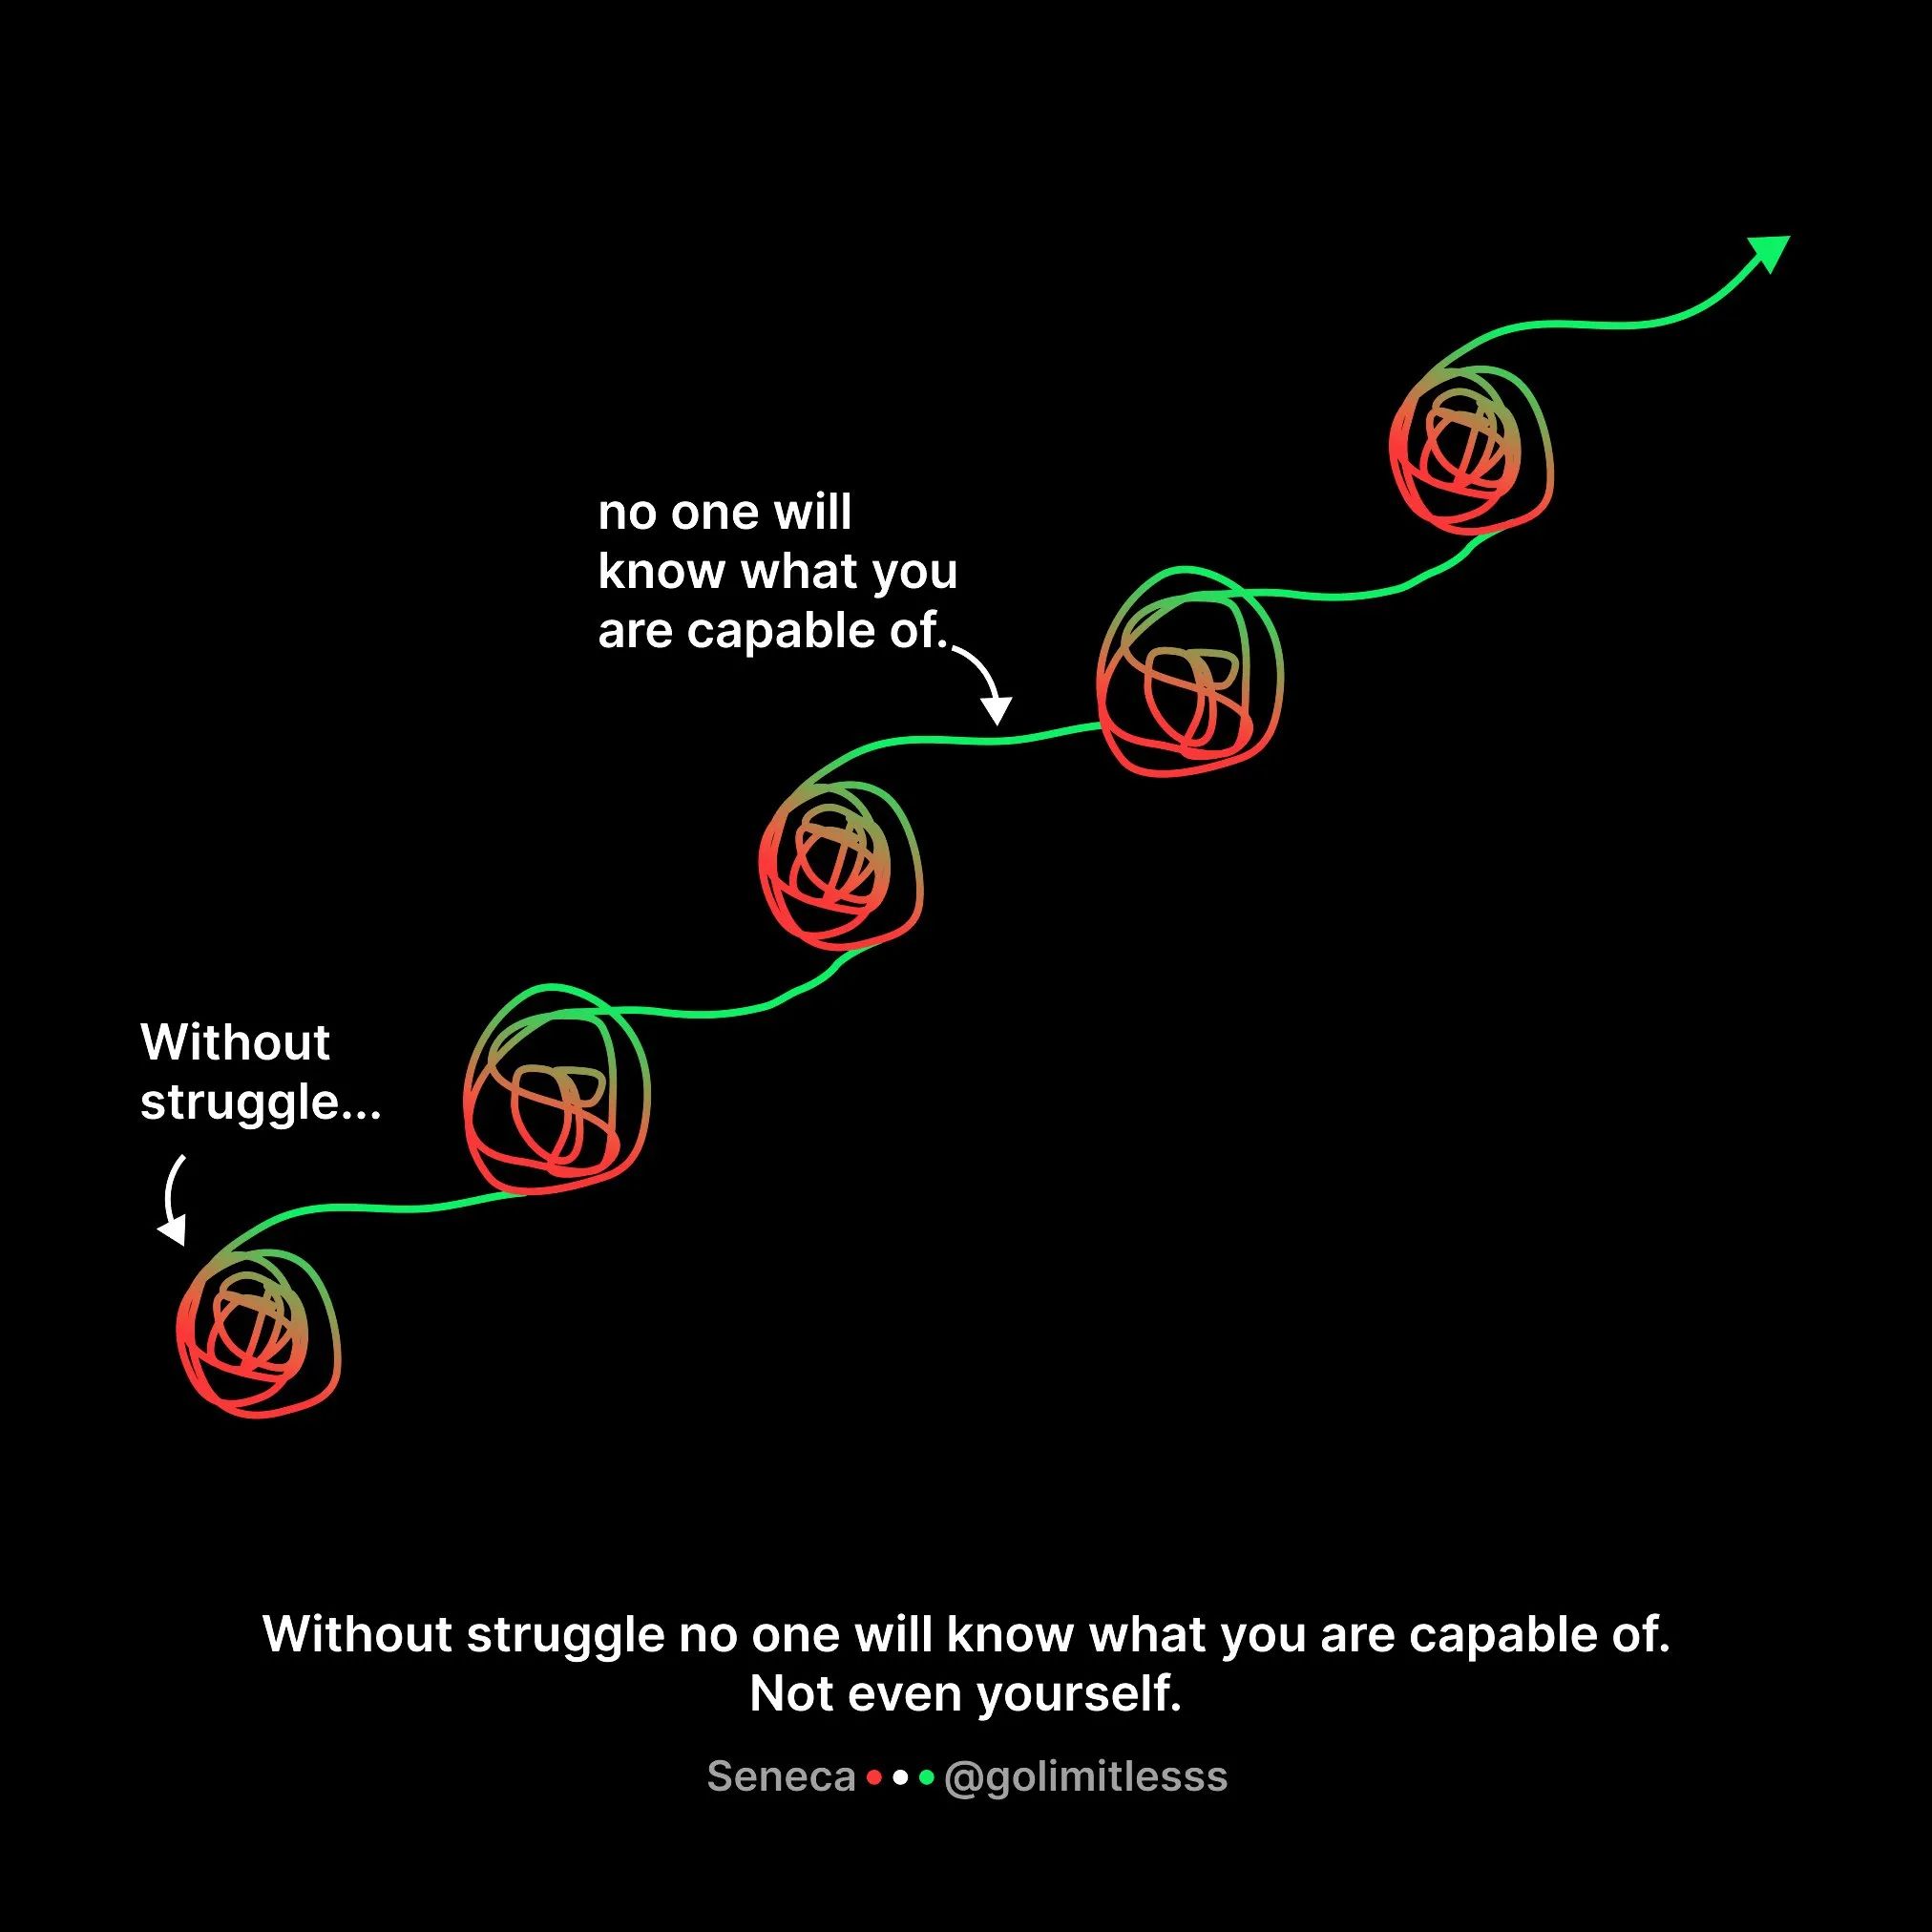 no one will
know what you
are capable of.
Without
struggle...
Without struggle no one will know what you are capable of.
Not even yourself.
Seneca @golimitlesss